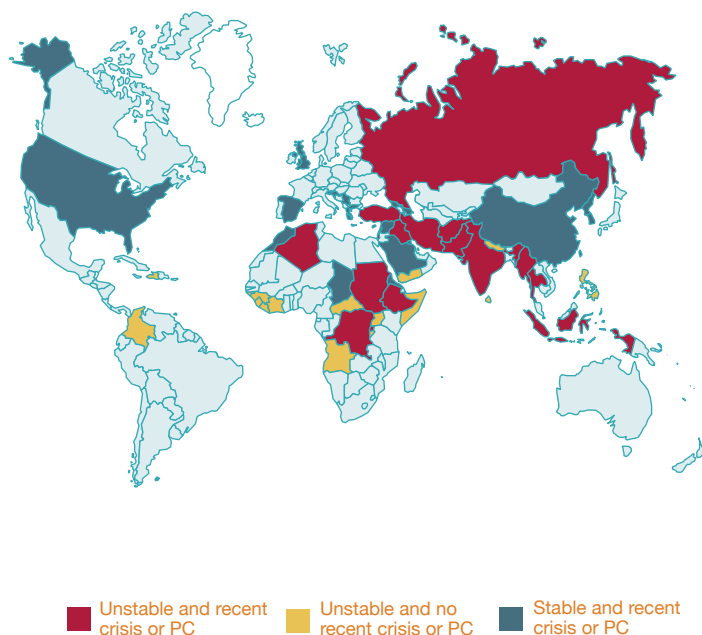 Unstable and recent
crisis or PC
Unstable and no
recent crisis or PC
Stable and recent
crisis or PC